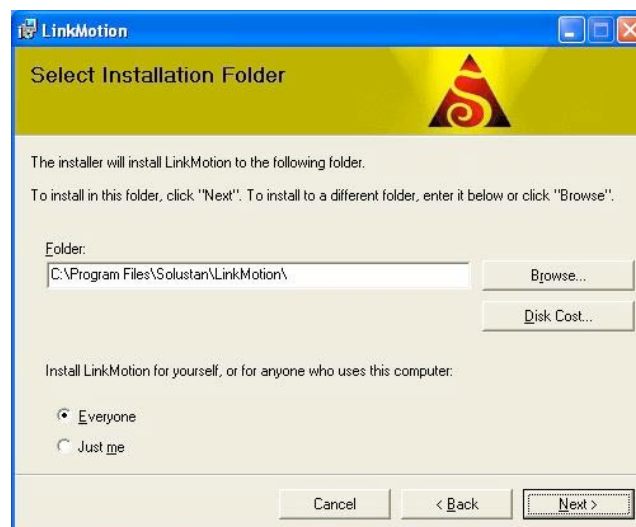 LinkMotion
Select Installation Folder
The installer will install LinkMotion to the following folder.
To install in this folder, click "Next". To install to a different folder, enter it below or click "Browse".
Folder:
C:\Program Files\Solustan\LinkMotion\
Browse...
Disk Cost...
Install LinkMotion for yourself, or for anyone who uses this computer:
Everyone
Just me
Cancel
< Back
Next >